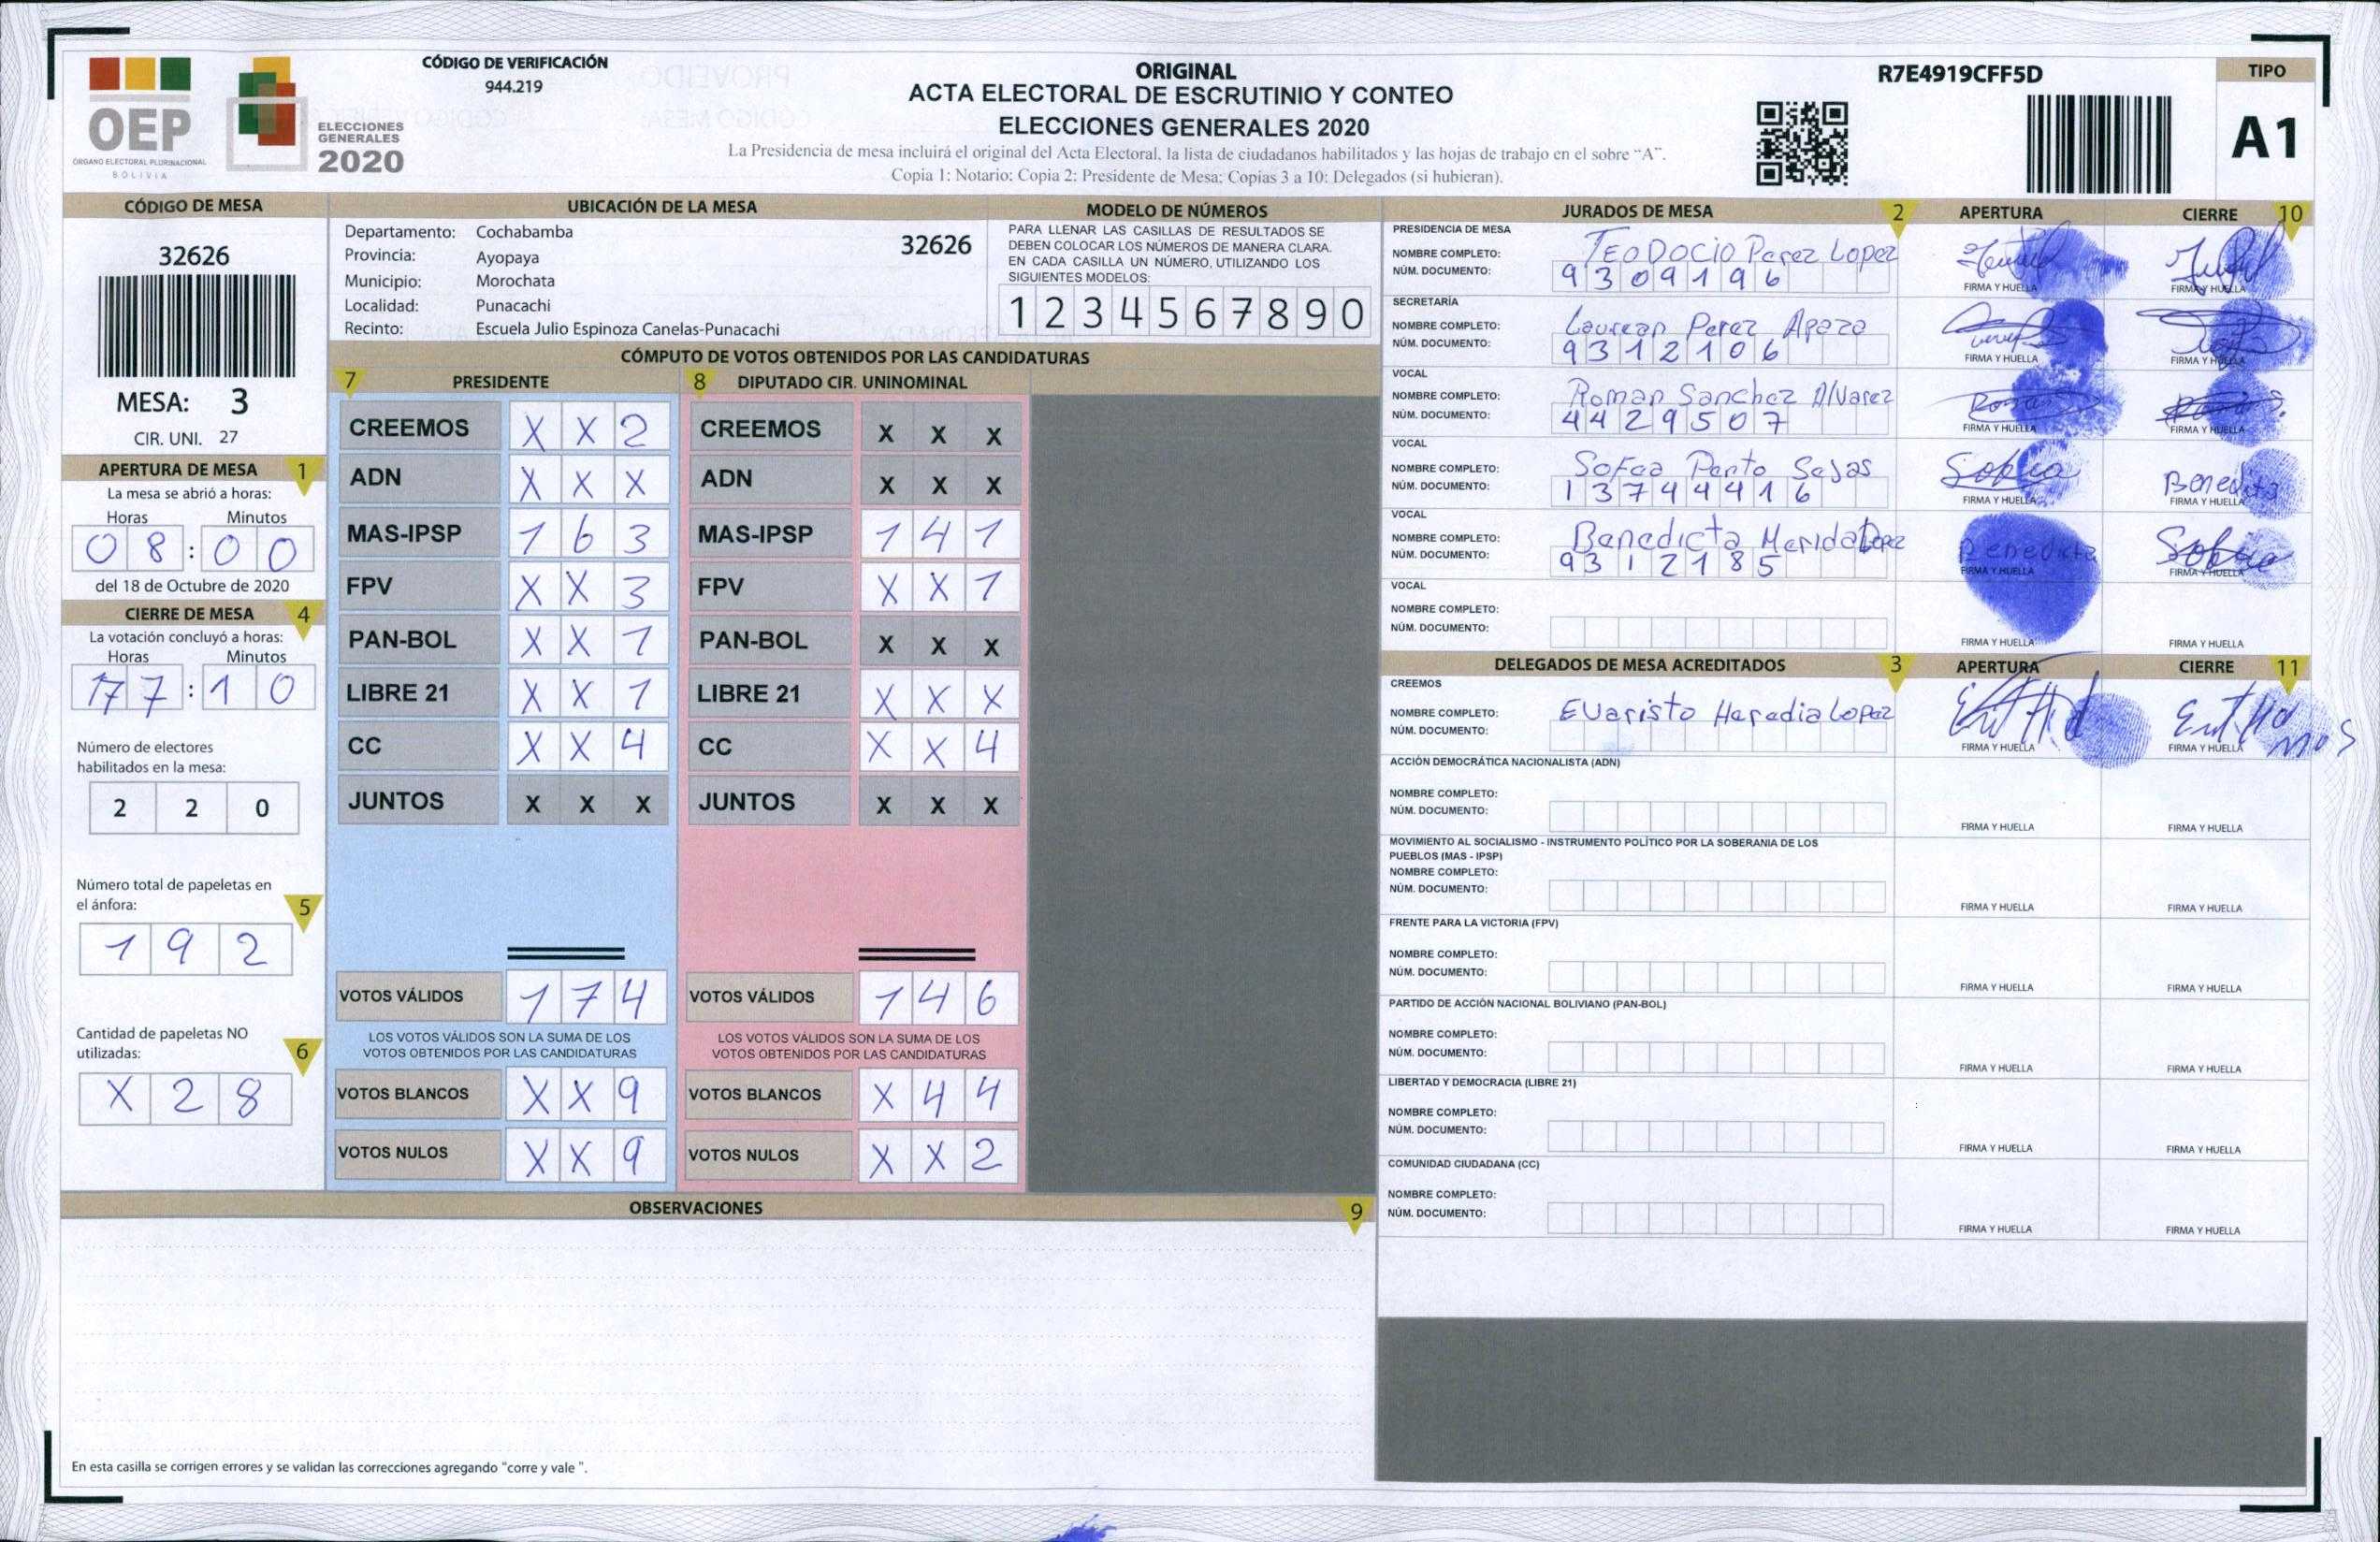 OEP
ÓRGANO ELECTORAL PLURINACIONAL
BOLIVIA
ELECCIONES
GENERALES
2020
CÓDIGO DE VERIFICACIÓN
944.219
ORIGINAL
ACTA ELECTORAL DE ESCRUTINIO Y CONTEO
ELECCIONES GENERALES 2020
La Presidencia de mesa incluirá el original del Acta Electoral, la lista de ciudadanos habilitados y las hojas de trabajo en el sobre "A".
Copia 1: Notario; Copia 2: Presidente de Mesa; Copias 3 a 10: Delegados (si hubieran).
R7E4919CFF5D
TIPO
A1
CÓDIGO DE MESA
32626
MESA: 3
CIR. UNI. 27
APERTURA DE MESA 1
La mesa se abrió a horas:
Horas Minutos
0 8 : 0 0
del 18 de Octubre de 2020
CIERRE DE MESA 4
La votación concluyó a horas:
Horas Minutos
17 7 : 1 0
Número de electores
habilitados en la mesa:
2 2 0
Número total de papeletas en
el ánfora: 5
1 9 2
Cantidad de papeletas NO
utilizadas: 6
X 2 8
UBICACIÓN DE LA MESA
Departamento: Cochabamba
Provincia: Ayopaya
Municipio: Morochata
Localidad: Punacachi
Recinto: Escuela Julio Espinoza Canelas-Punacachi
32626
MODELO DE NÚMEROS
PARA LLENAR LAS CASILLAS DE RESULTADOS SE
DEBEN COLOCAR LOS NÚMEROS DE MANERA CLARA.
EN CADA CASILLA UN NÚMERO, UTILIZANDO LOS
SIGUIENTES MODELOS:
1 2 3 4 5 6 7 8 9 0
CÓMPUTO DE VOTOS OBTENIDOS POR LAS CANDIDATURAS
7 PRESIDENTE 8 DIPUTADO CIR. UNINOMINAL
CREEMOS X X 2 CREEMOS X X X
ADN X X X ADN X X X
MAS-IPSP 1 6 3 MAS-IPSP 1 4 1
FPV X X 3 FPV X X 1
PAN-BOL X X 1 PAN-BOL X X X
LIBRE 21 X X 1 LIBRE 21 X X X
CC X X 4 CC X X 4
JUNTOS X X X JUNTOS X X X
VOTOS VÁLIDOS 1 7 4 VOTOS VÁLIDOS 1 4 6
LOS VOTOS VÁLIDOS SON LA SUMA DE LOS LOS VOTOS VÁLIDOS SON LA SUMA DE LOS
VOTOS OBTENIDOS POR LAS CANDIDATURAS VOTOS OBTENIDOS POR LAS CANDIDATURAS
VOTOS BLANCOS X X 9 VOTOS BLANCOS X 4 4
VOTOS NULOS X X 9 VOTOS NULOS X X 2
OBSERVACIONES 9
En esta casilla se corrigen errores y se validan las correcciones agregando "corre y vale ".
JURADOS DE MESA 2 APERTURA CIERRE 10
PRESIDENCIA DE MESA
NOMBRE COMPLETO: TEODOCIO Perez Lopez
NÚM. DOCUMENTO: 9 3 0 9 1 9 6
FIRMA Y HUELLA FIRMA Y HUELLA
SECRETARÍA
NOMBRE COMPLETO: Laurean Perez Apaza
NÚM. DOCUMENTO: 9 3 1 2 1 0 6
FIRMA Y HUELLA FIRMA Y HUELLA
VOCAL
NOMBRE COMPLETO: Roman Sanchez Alvarez
NÚM. DOCUMENTO: 4 4 2 9 5 0 7
FIRMA Y HUELLA FIRMA Y HUELLA
VOCAL
NOMBRE COMPLETO: Sofia
NÚM. DOCUMENTO: 1 3 7 4 4 4 1 6
Sofia Benedicta
FIRMA Y HUELLA FIRMA Y HUELLA
VOCAL
NOMBRE COMPLETO: Benedicta Merida Lopez
NÚM. DOCUMENTO: 9 3 1 2 1 8 5
Benedicta Sofia
FIRMA Y HUELLA FIRMA Y HUELLA
VOCAL
NOMBRE COMPLETO:
NÚM. DOCUMENTO:
FIRMA Y HUELLA FIRMA Y HUELLA
DELEGADOS DE MESA ACREDITADOS 3 APERTURA CIERRE 11
CREEMOS
NOMBRE COMPLETO: EVaristo Heredia Lopez
NÚM. DOCUMENTO:
FIRMA Y HUELLA FIRMA Y HUELLA
ACCIÓN DEMOCRÁTICA NACIONALISTA (ADN)
NOMBRE COMPLETO:
NÚM. DOCUMENTO:
FIRMA Y HUELLA FIRMA Y HUELLA
MOVIMIENTO AL SOCIALISMO - INSTRUMENTO POLÍTICO POR LA SOBERANIA DE LOS
PUEBLOS (MAS - IPSP)
NOMBRE COMPLETO:
NÚM. DOCUMENTO:
FIRMA Y HUELLA FIRMA Y HUELLA
FRENTE PARA LA VICTORIA (FPV)
NOMBRE COMPLETO:
NÚM. DOCUMENTO:
FIRMA Y HUELLA FIRMA Y HUELLA
PARTIDO DE ACCIÓN NACIONAL BOLIVIANO (PAN-BOL)
NOMBRE COMPLETO:
NÚM. DOCUMENTO:
FIRMA Y HUELLA FIRMA Y HUELLA
LIBERTAD Y DEMOCRACIA (LIBRE 21)
NOMBRE COMPLETO:
NÚM. DOCUMENTO:
FIRMA Y HUELLA FIRMA Y HUELLA
COMUNIDAD CIUDADANA (CC)
NOMBRE COMPLETO:
NÚM. DOCUMENTO:
FIRMA Y HUELLA FIRMA Y HUELLA